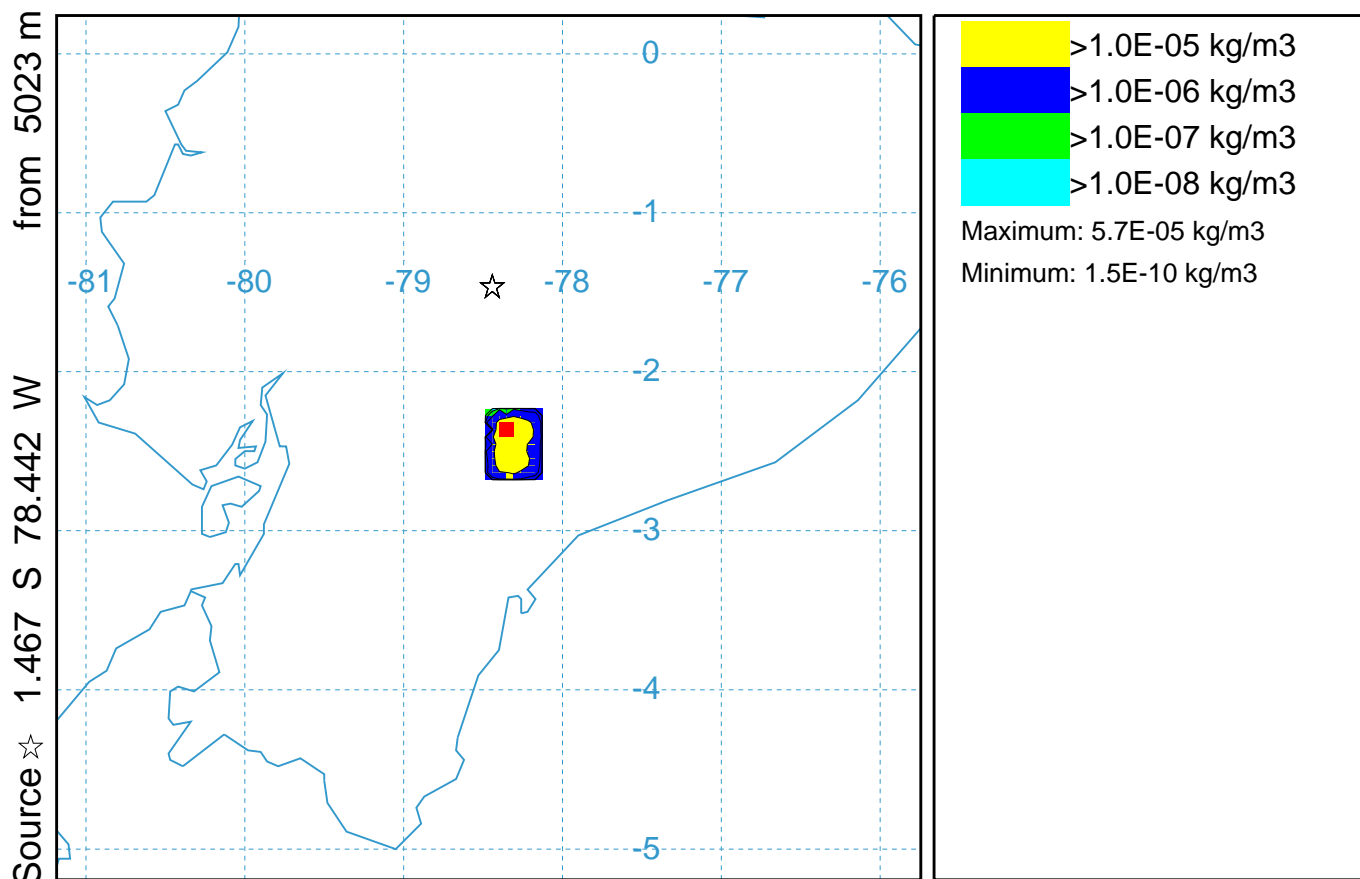 Source ☆ 1.467 S 78.442 W from 5023 m
0
-1
-81 -80 -79 -78 -77 -76
-2
-3
-4
-5
>1.0E-05 kg/m3
>1.0E-06 kg/m3
>1.0E-07 kg/m3
>1.0E-08 kg/m3
Maximum: 5.7E-05 kg/m3
Minimum: 1.5E-10 kg/m3